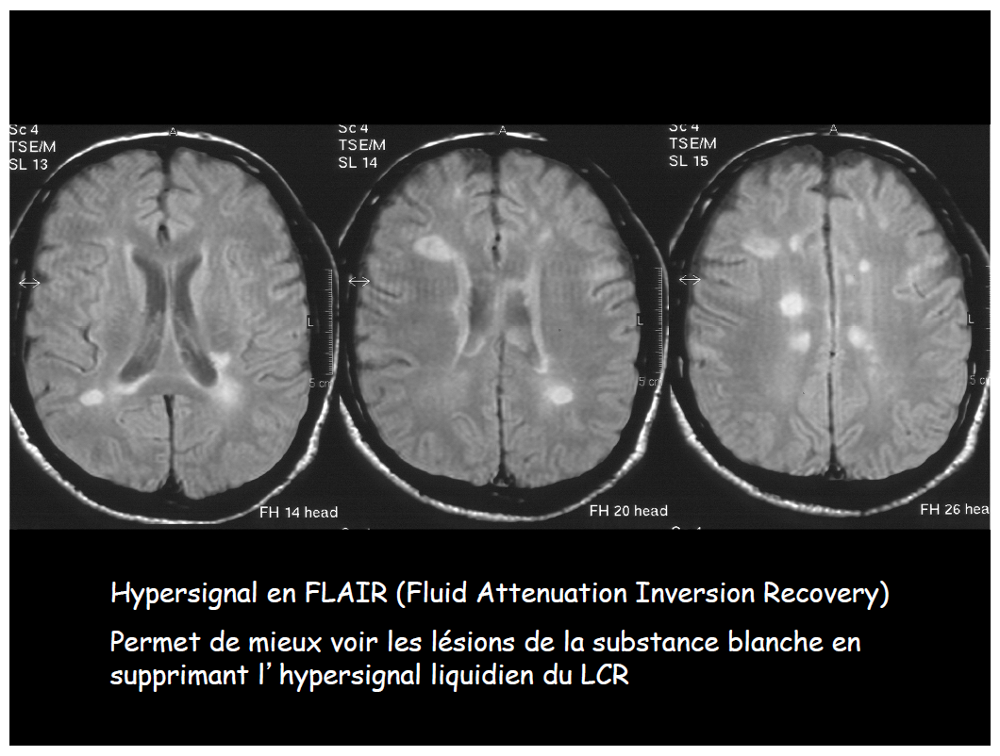 Sc 4
TSE/M
SL 13
A
L
5 cm
FH 14 head
Sc 4
TSE/M
SL 14
A
L
5 cm
FH 20 head
Sc 4
TSE/M
SL 15
A
L
5 c
FH 26 hea
Hypersignal en FLAIR (Fluid Attenuation Inversion Recovery)
Permet de mieux voir les lésions de la substance blanche en
supprimant l’hypersignal liquidien du LCR